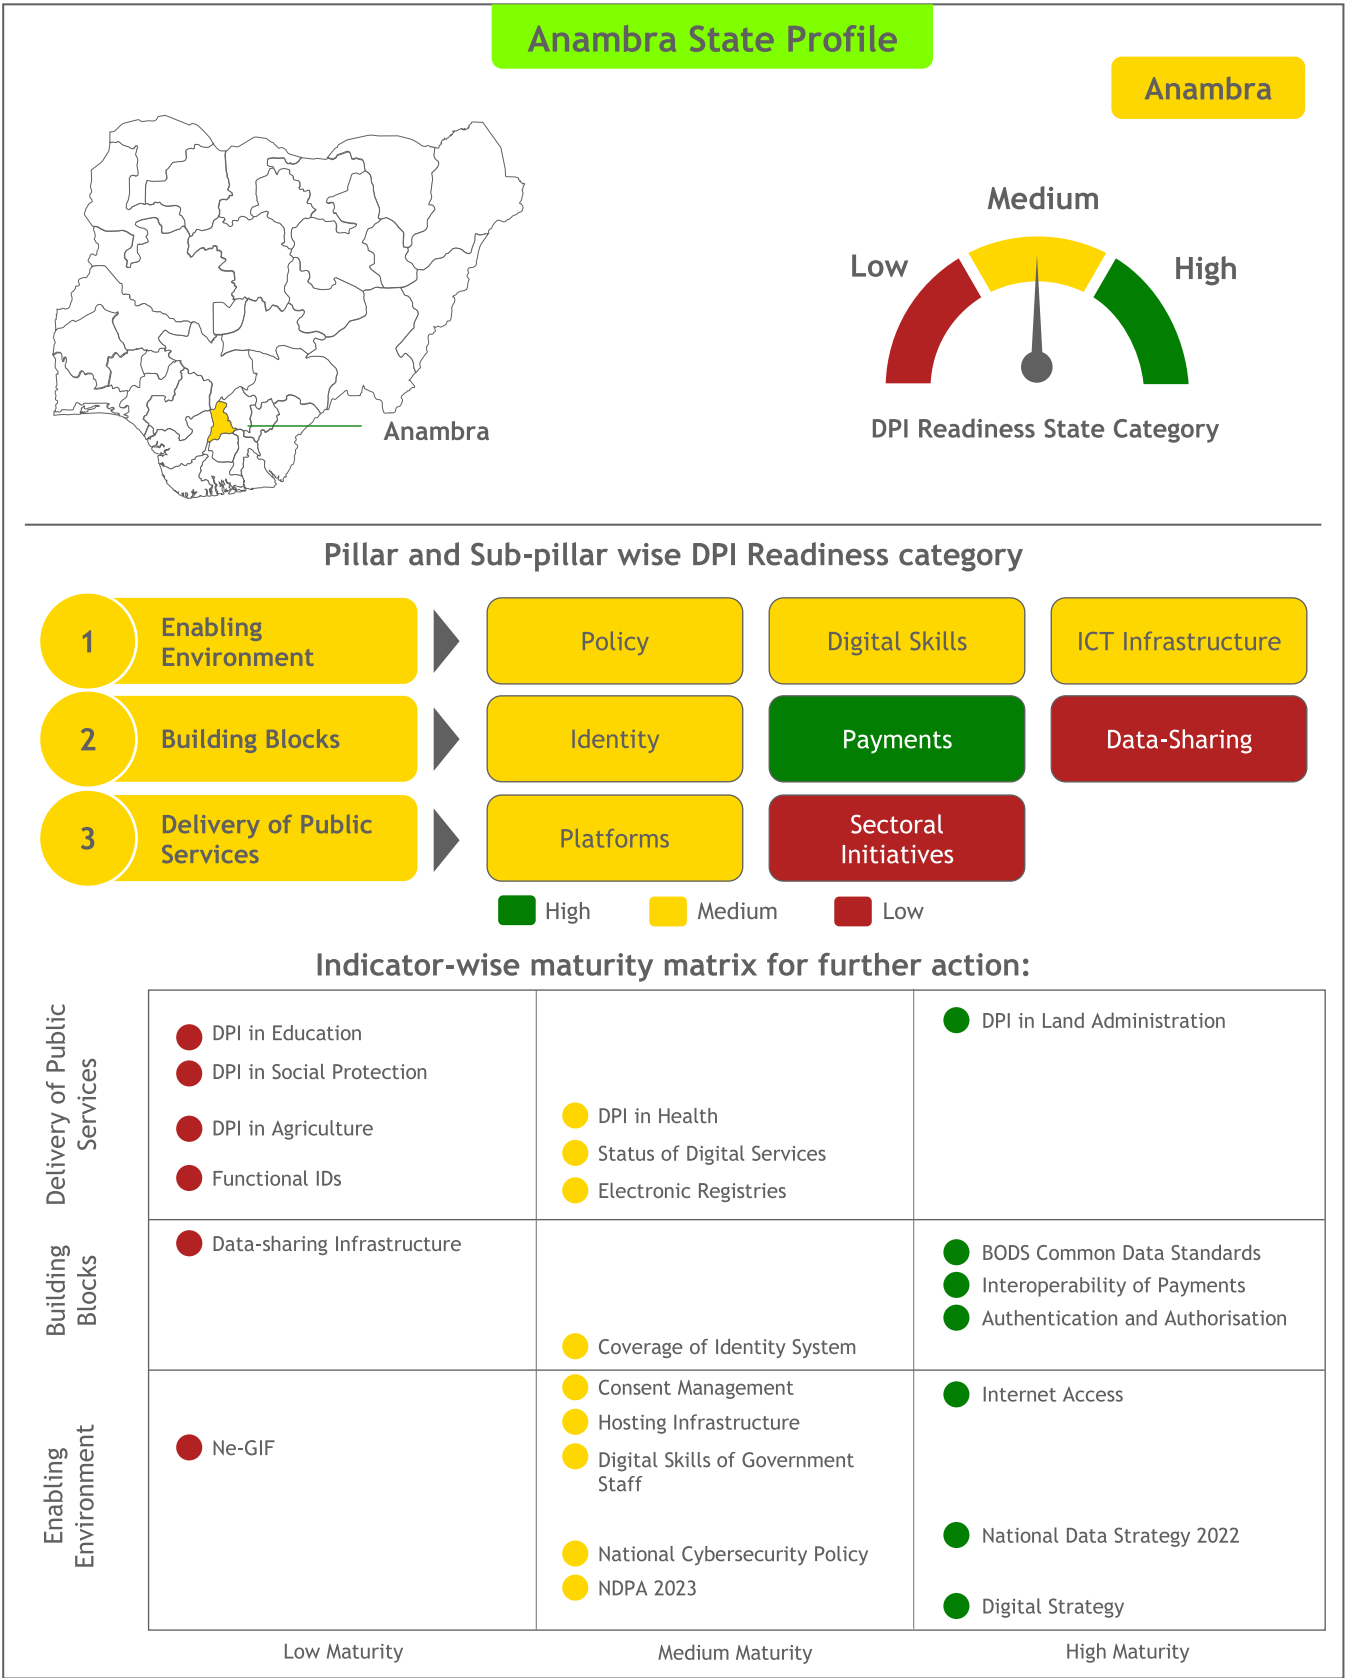 Anambra State Profile
Anambra
Medium
Low
High
DPI Readiness State Category
Anambra
Pillar and Sub-pillar wise DPI Readiness category
1
Enabling
Environment
Policy
Digital Skills
ICT Infrastructure
2
Building Blocks
Identity
Payments
Data-Sharing
3
Delivery of Public
Services
Platforms
Sectoral
Initiatives
High
Medium
Low
Indicator-wise maturity matrix for further action:
Delivery of Public
Services
DPI in Education
DPI in Social Protection
DPI in Agriculture
Functional IDs
DPI in Health
Status of Digital Services
Electronic Registries
DPI in Land Administration
Building
Blocks
Data-sharing Infrastructure
Coverage of Identity System
BODS Common Data Standards
Interoperability of Payments
Authentication and Authorisation
Enabling
Environment
Ne-GIF
Consent Management
Hosting Infrastructure
Digital Skills of Government
Staff
National Cybersecurity Policy
NDPA 2023
Internet Access
National Data Strategy 2022
Digital Strategy
Low Maturity
Medium Maturity
High Maturity